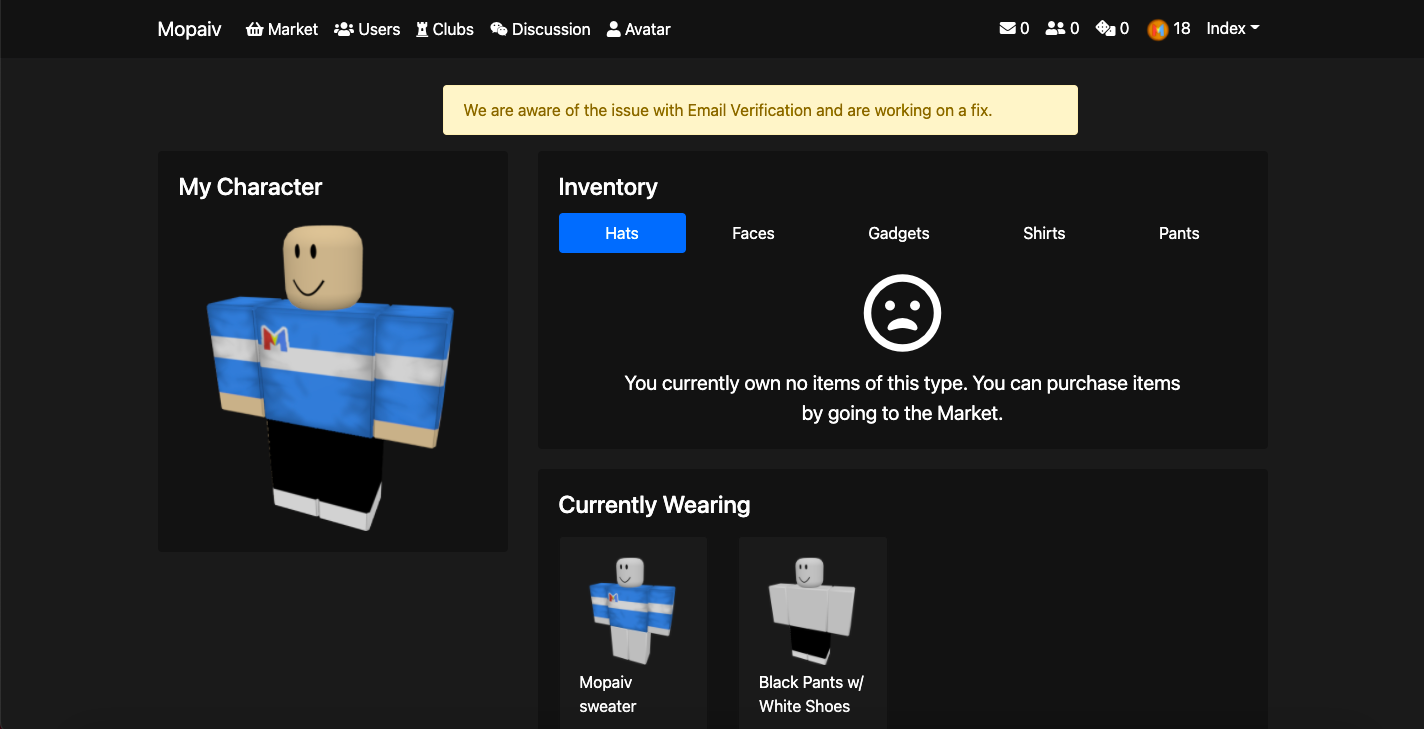 Mopaiv Market Users Clubs Discussion Avatar 0 0 0 18 Index
We are aware of the issue with Email Verification and are working on a fix.
My Character
M
Inventory
Hats Faces Gadgets Shirts Pants
You currently own no items of this type. You can purchase items
by going to the Market.
Currently Wearing
M
Mopaiv
sweater
Black Pants w/
White Shoes